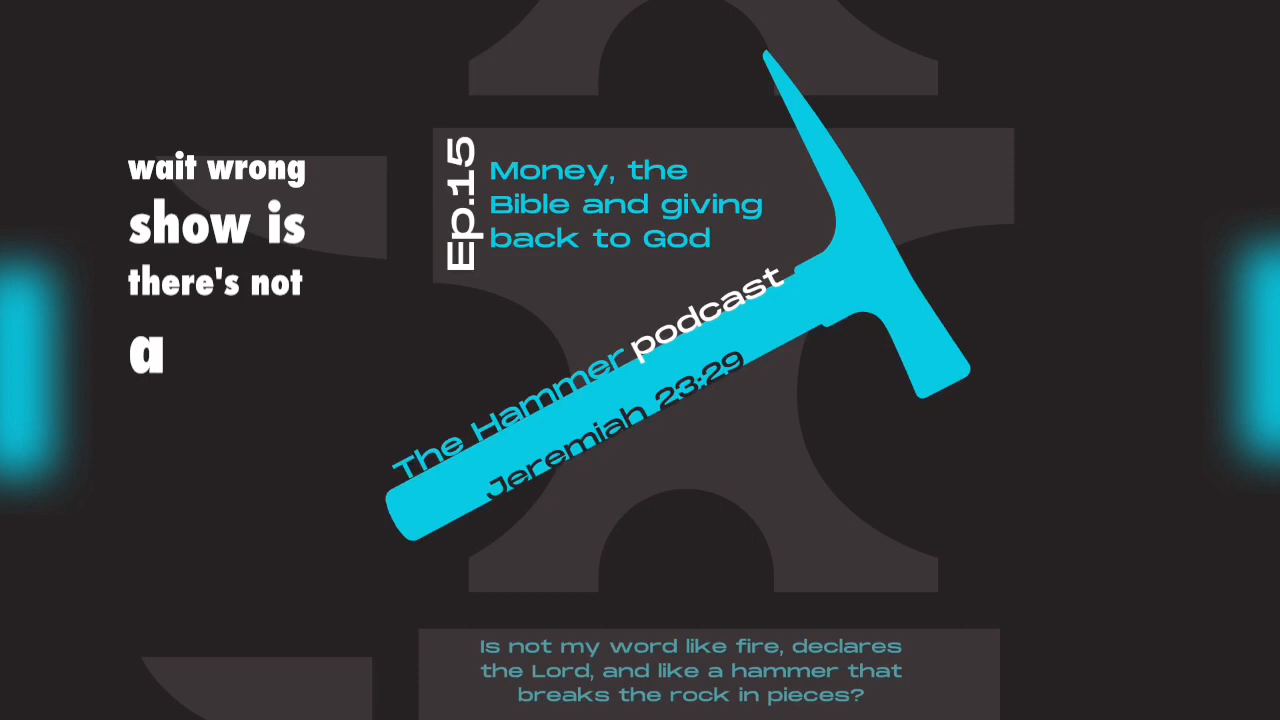 wait wrong
show is
there's not
a
Ep.15
Money, the
Bible and giving
back to God
The Hammer podcast
Jeremiah 23:29
Is not my word like fire, declares
the Lord, and like a hammer that
breaks the rock in pieces?